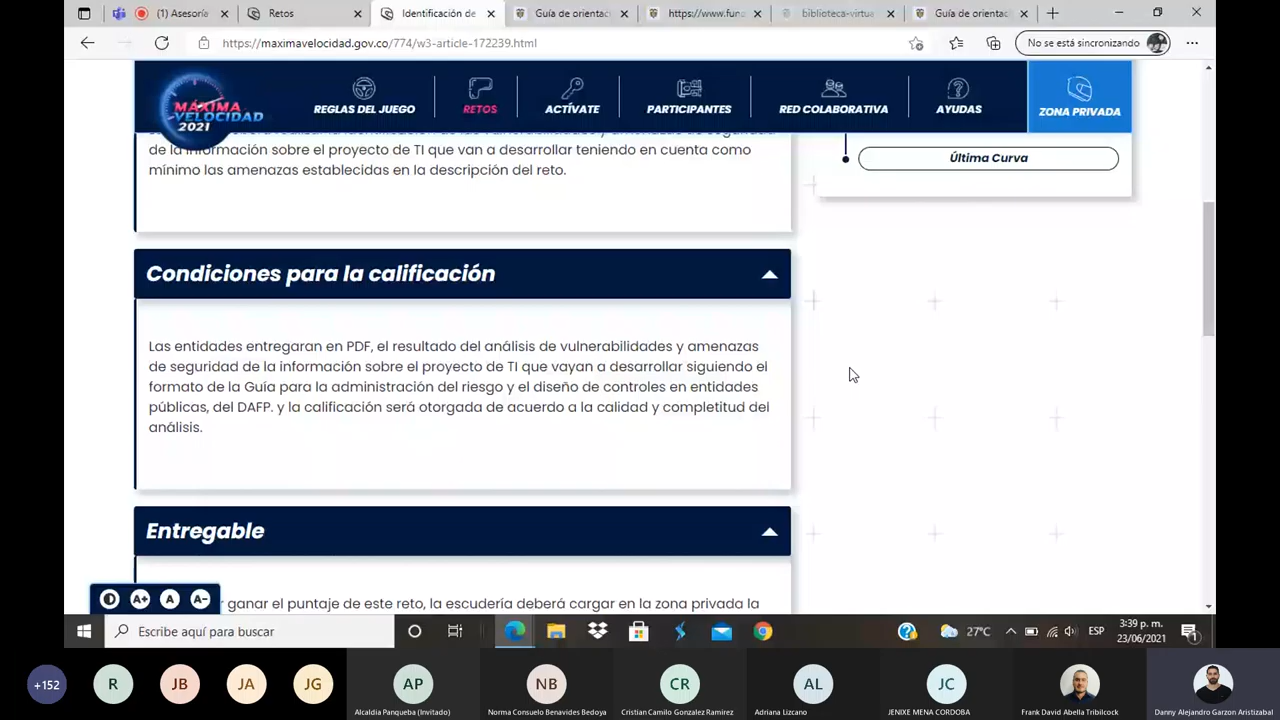 (1) Asesoría
Retos
Identificación de
Guía de orientac
https://www.func
biblioteca-virtua
Guía de orientac
https://maximavelocidad.gov.co/774/w3-article-172239.html
No se está sincronizando
MÁXIMA
VELOCIDAD
2021
REGLAS DEL JUEGO
RETOS
ACTÍVATE
PARTICIPANTES
RED COLABORATIVA
AYUDAS
ZONA PRIVADA
de la información sobre el proyecto de TI que van a desarrollar teniendo en cuenta como
mínimo las amenazas establecidas en la descripción del reto.
Última Curva
Condiciones para la calificación
Las entidades entregaran en PDF, el resultado del análisis de vulnerabilidades y amenazas
de seguridad de la información sobre el proyecto de TI que vayan a desarrollar siguiendo el
formato de la Guía para la administración del riesgo y el diseño de controles en entidades
públicas, del DAFP. y la calificación será otorgada de acuerdo a la calidad y completitud del
análisis.
Entregable
ganar el puntaje de este reto, la escudería deberá cargar en la zona privada la
A+ A A-
Escribe aquí para buscar
27°C
ESP
3:39 p. m.
23/06/2021
1
+152
R
JB
JA
JG
AP
NB
CR
AL
JC
Alcaldia Panqueba (Invitado)
Norma Consuelo Benavides Bedoya
Cristian Camilo Gonzalez Ramirez
Adriana Lizcano
JENIXE MENA CORDOBA
Frank David Abella Tribilcock
Danny Alejandro Garzon Aristizabal